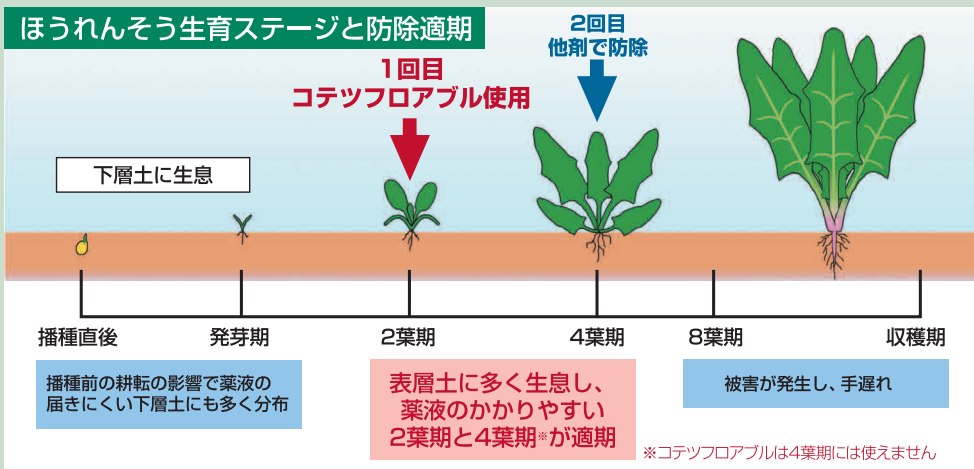 ほうれんそう生育ステージと防除適期
1回目
コテツフロアブル使用
2回目
他剤で防除
下層土に生息
播種直後
発芽期
2葉期
4葉期
8葉期
収穫期
播種前の耕転の影響で薬液の
届きにくい下層土にも多く分布
表層土に多く生息し、
薬液のかかりやすい
2葉期と4葉期※が適期
被害が発生し、手遅れ
※コテツフロアブルは4葉期には使えません